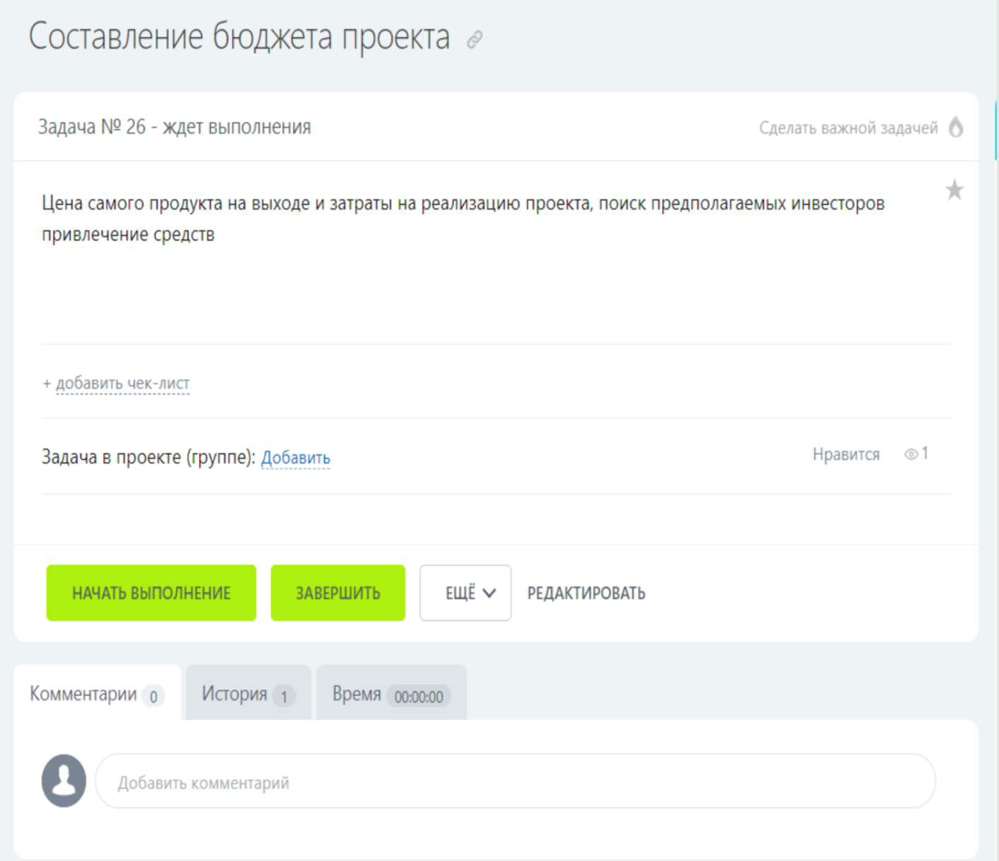 Составление бюджета проекта
Задача № 26 - ждет выполнения
Сделать важной задачей
Цена самого продукта на выходе и затраты на реализацию проекта, поиск предполагаемых инвесторов
привлечение средств
+ добавить чек-лист
Задача в проекте (группе): Добавить
Нравится 1
НАЧАТЬ ВЫПОЛНЕНИЕ ЗАВЕРШИТЬ ЕЩЁ РЕДАКТИРОВАТЬ
Комментарии 0 История 1 Время 00:00:00
Добавить комментарий